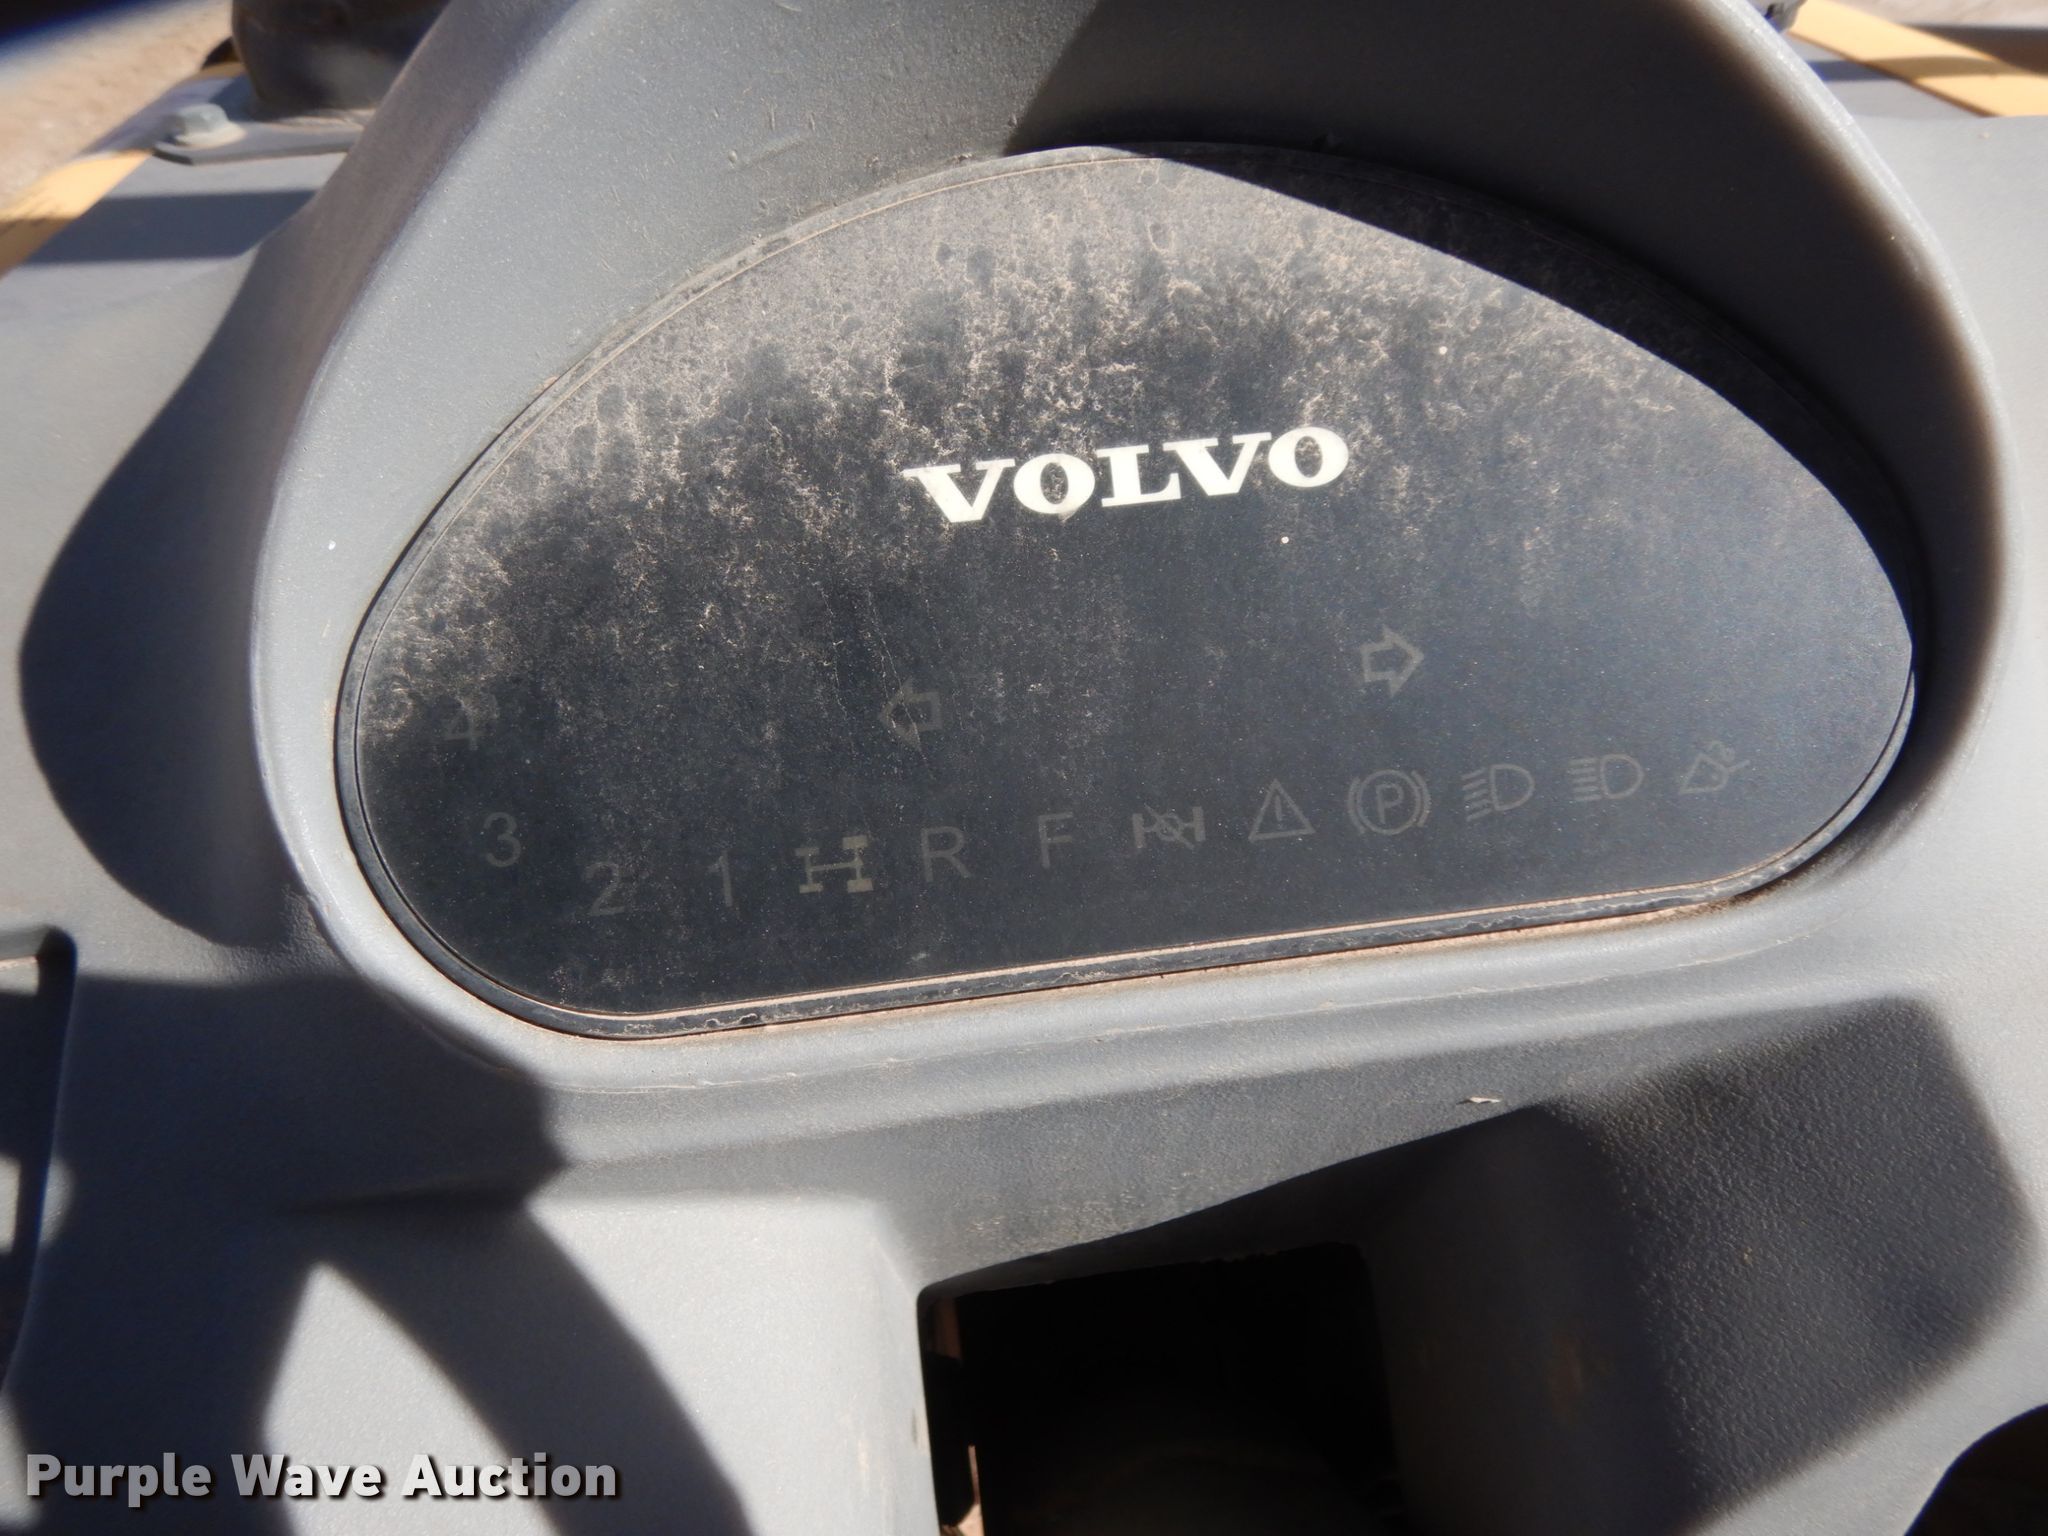 VOLVO
4
3 2 1 R F P
Purple Wave Auction